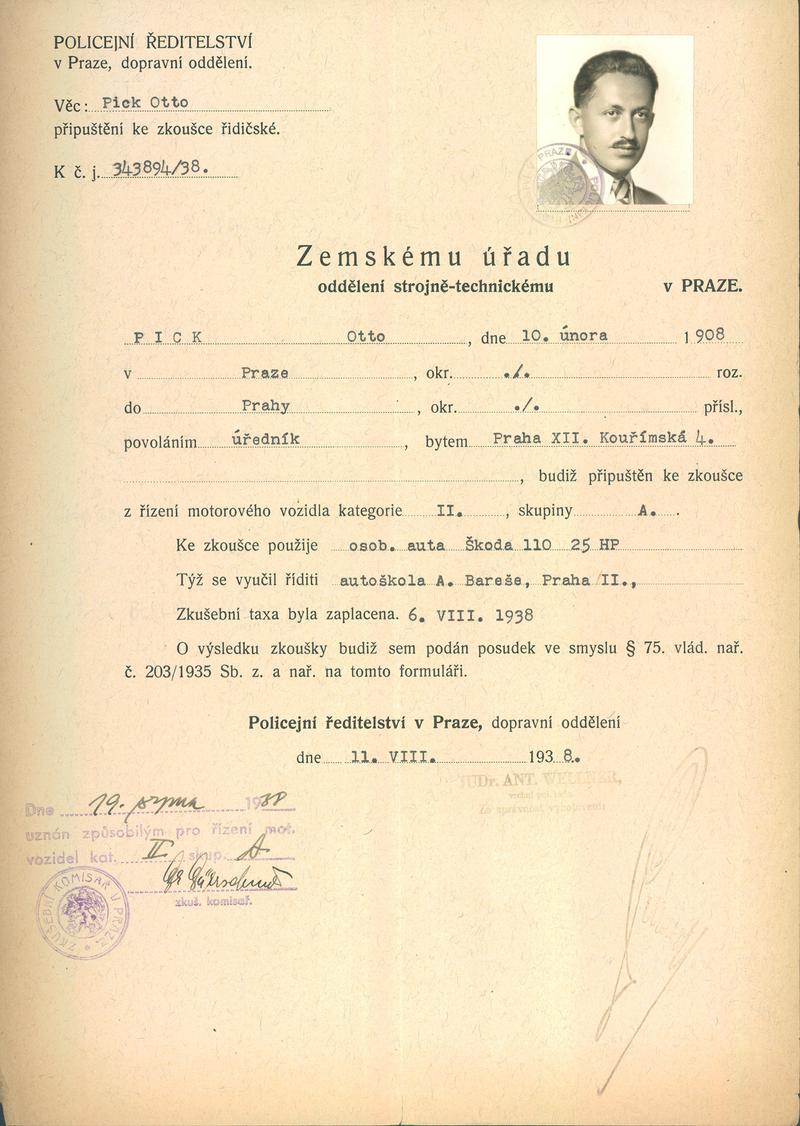 POLICEJNÍ ŘEDITELSTVÍ
v Praze, dopravní oddělení.
Věc: Pick Otto
připuštění ke zkoušce řidičské.
K č. j. 343894/38.
Zemskému úřadu
oddělení strojně-technickému v PRAZE.
P I C K Otto, dne 10. února 1908
v Praze, okr. ./. roz.
do Prahy, okr. ./. přísl.,
povoláním úředník, bytem Praha XII. Kouřimská 4.
, budiž připuštěn ke zkoušce
z řízení motorového vozidla kategorie II., skupiny A.
Ke zkoušce použije osob. auta Škoda 110 25 HP
Týž se vyučil říditi autoškola A. Bareše, Praha II.,
Zkušební taxa byla zaplacena. 6. VIII. 1938
O výsledku zkoušky budiž sem podán posudek ve smyslu § 75. vlád. nař.
č. 203/1935 Sb. z. a nař. na tomto formuláři.
Policejní ředitelství v Praze, dopravní oddělení
dne 11. VIII. 1938.
JUDr. ANT.
Dne 19. srpna 1938
uznán způsobilým pro řízení mot.
vozidel kat. II skup. A
zkuš. komisař.
ZKUŠEBNÍ KOMISAŘ V PRAZE